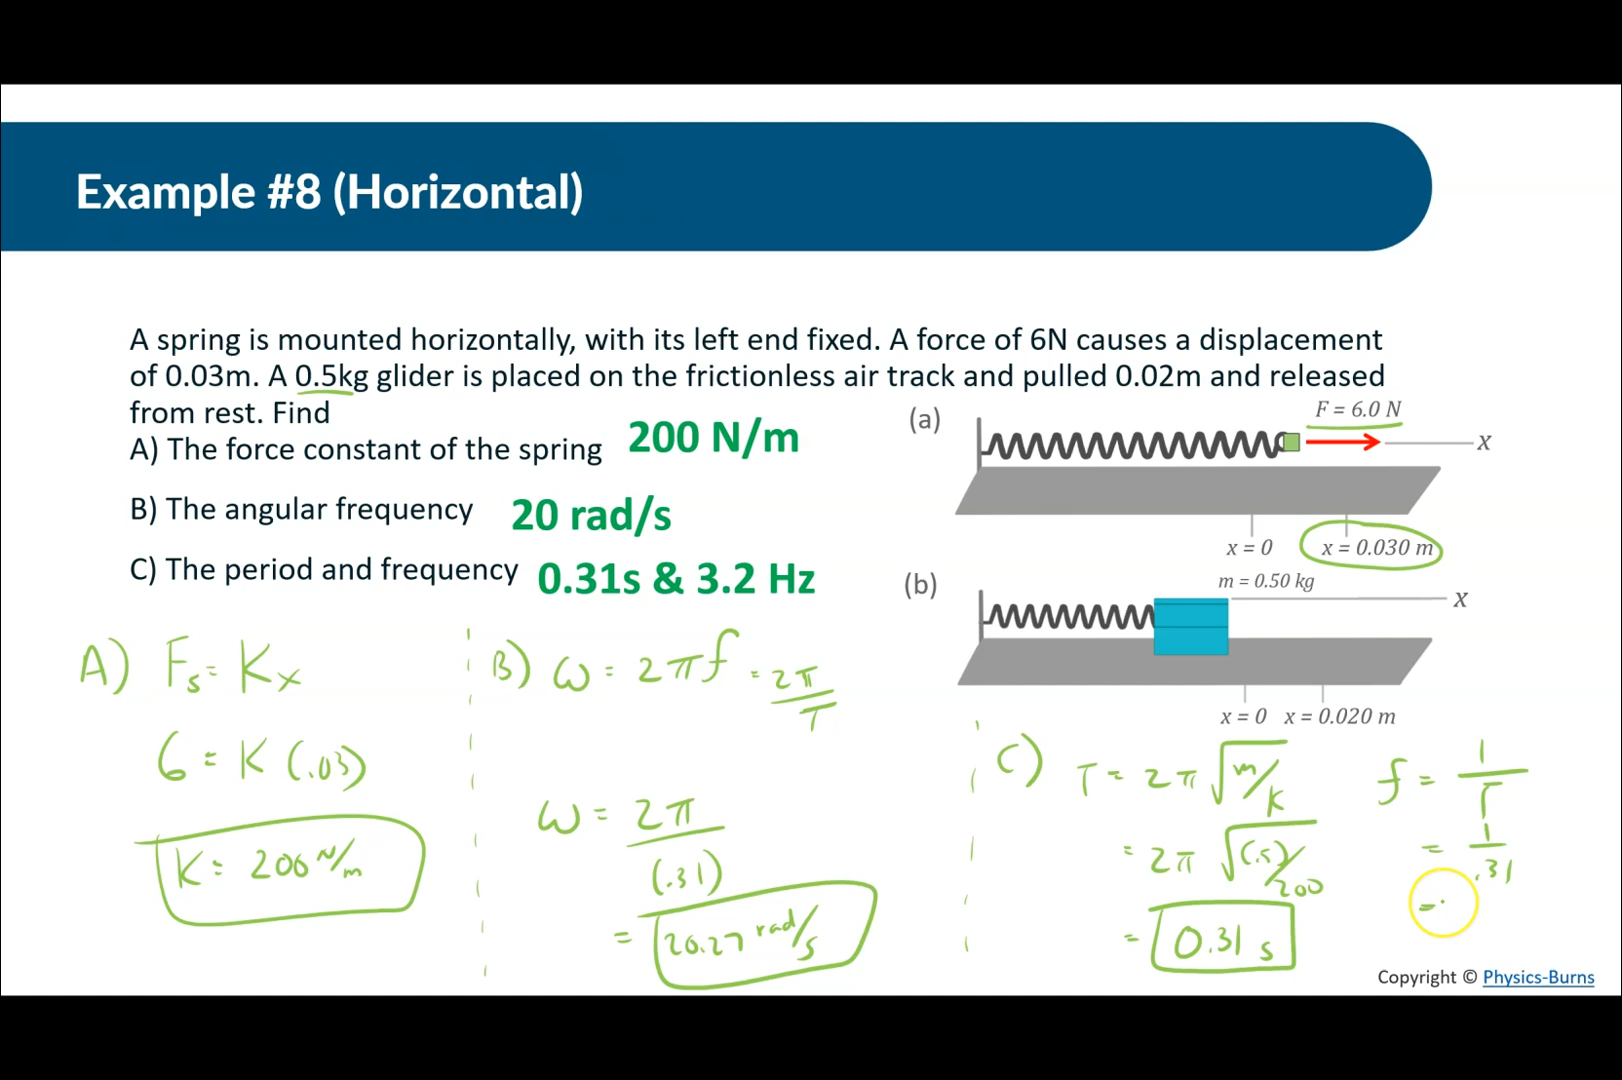 Example #8 (Horizontal)
A spring is mounted horizontally, with its left end fixed. A force of 6N causes a displacement
of 0.03m. A 0.5kg glider is placed on the frictionless air track and pulled 0.02m and released
from rest. Find
A) The force constant of the spring 200 N/m
B) The angular frequency 20 rad/s
C) The period and frequency 0.31s & 3.2 Hz
(a)
F = 6.0 N
x
x = 0 x = 0.030 m
(b)
m = 0.50 kg
x
x = 0 x = 0.020 m
A) Fs = Kx
6 = K (.03)
K = 200 N/m
B) ω = 2πf = 2π/T
ω = 2π/(.31)
= 20.27 rad/s
C) T = 2π √m/K
= 2π √(.5)/200
= 0.31 s
f = 1/T
= 1/.31
=
Copyright © Physics-Burns